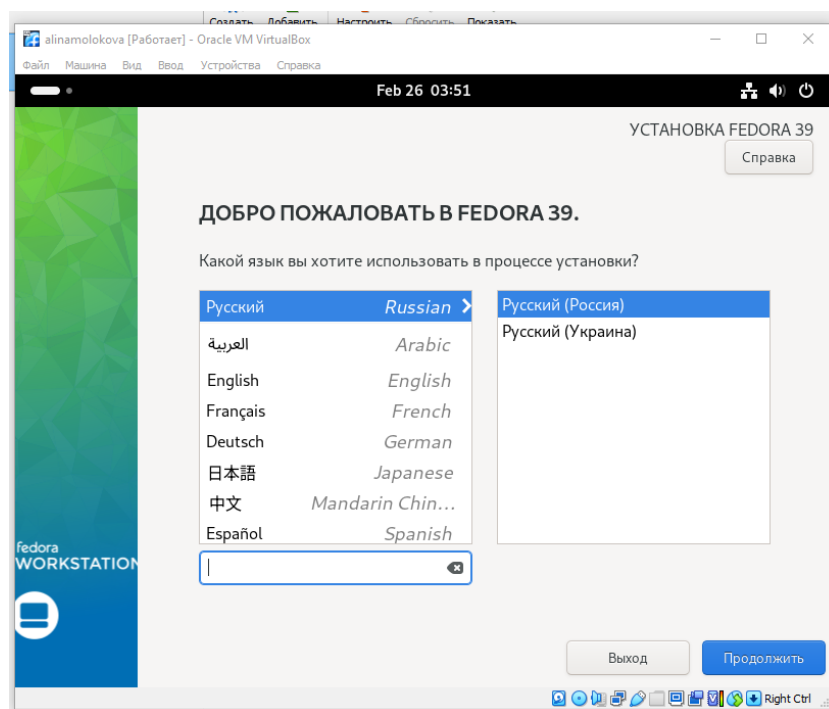 Создать Добавить Настроить Сбросить Показать
alinamolokova [Работает] - Oracle VM VirtualBox
Файл Машина Вид Ввод Устройства Справка
Feb 26 03:51
УСТАНОВКА FEDORA 39
Справка
ДОБРО ПОЖАЛОВАТЬ В FEDORA 39.
Какой язык вы хотите использовать в процессе установки?
Русский Russian
Русский (Россия)
Русский (Украина)
العربية Arabic
English English
Français French
Deutsch German
日本語 Japanese
中文 Mandarin Chin...
Español Spanish
fedora
WORKSTATION
Выход Продолжить
Right Ctrl